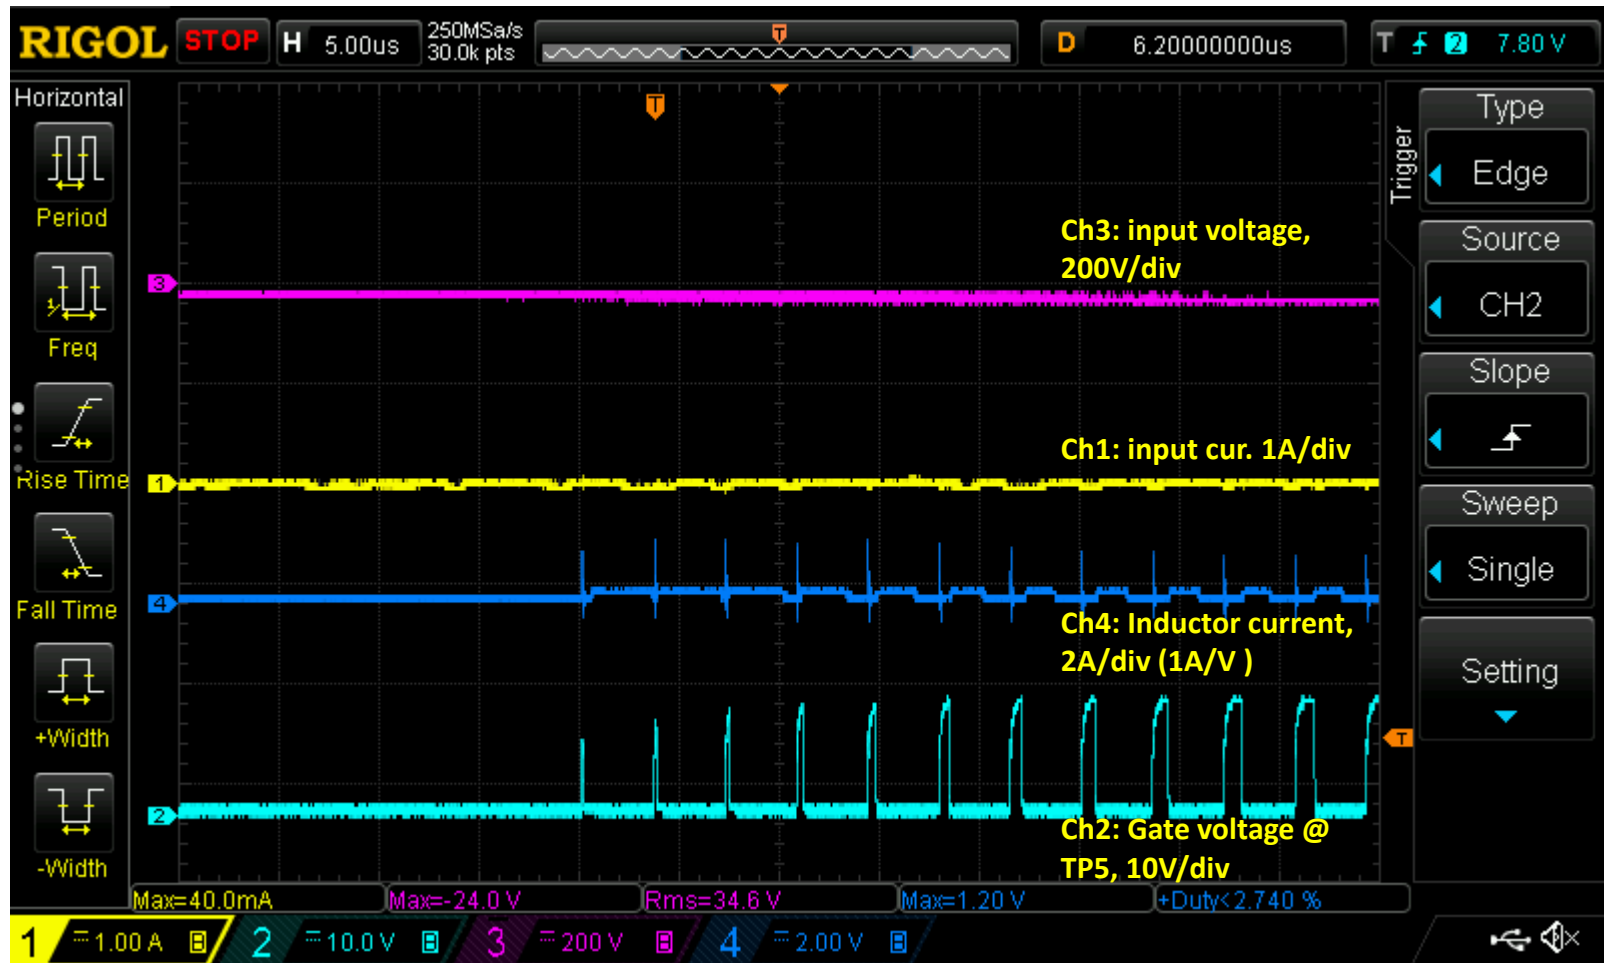 RIGOL STOP H 5.00us 250MSa/s D 6.20000000us T 2 7.80 V
30.0k pts
T
Horizontal
Period
Freq
Rise Time
Fall Time
+Width
-Width
T
3
1
4
2
T
Ch3: input voltage,
200V/div
Ch1: input cur. 1A/div
Ch4: Inductor current,
2A/div (1A/V )
Ch2: Gate voltage @
TP5, 10V/div
Trigger
Type
Edge
Source
CH2
Slope
Sweep
Single
Setting
Max=40.0mA Max=-24.0 V Rms=34.6 V Max=1.20 V +Duty<2.740 %
1 1.00 A B 2 10.0 V B 3 200 V B 4 2.00 V B